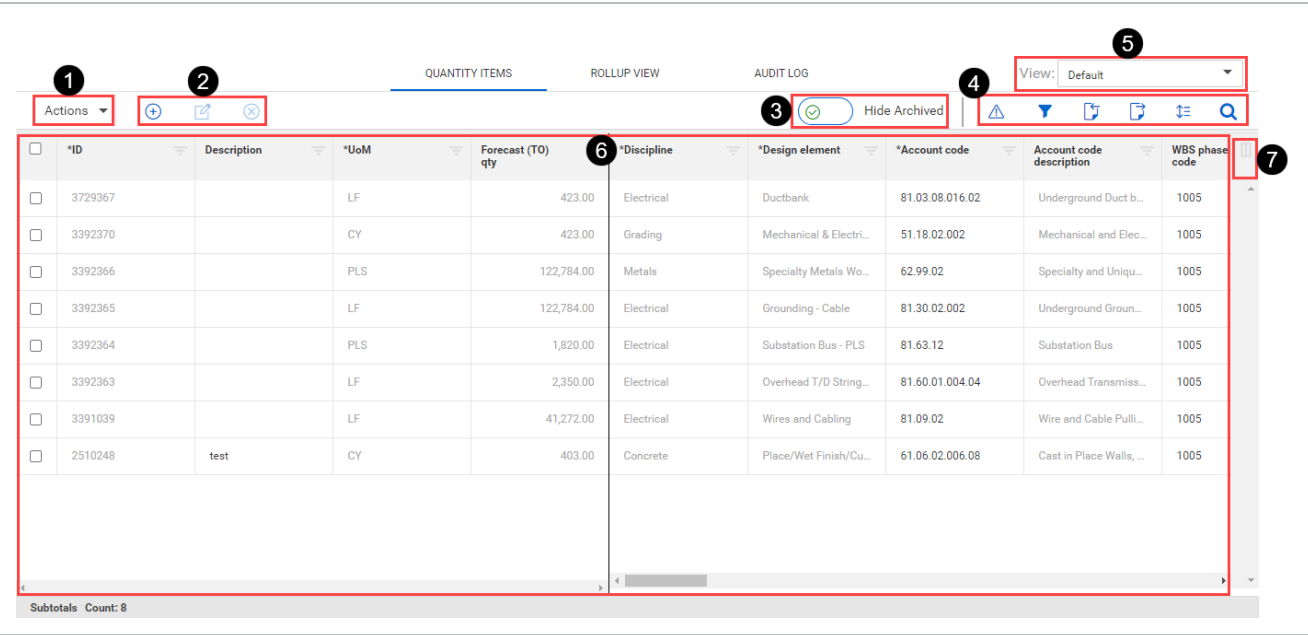 5
1
2
QUANTITY ITEMS ROLLUP VIEW AUDIT LOG
4
View: Default
Actions
3
Hide Archived
*ID Description *UoM Forecast (TO) qty 6 *Discipline *Design element *Account code Account code description WBS phase code 7
3729367 LF 423.00 Electrical Ductbank 81.03.08.016.02 Underground Duct b... 1005
3392370 CY 423.00 Grading Mechanical & Electri... 51.18.02.002 Mechanical and Elec... 1005
3392366 PLS 122,784.00 Metals Specialty Metals Wo... 62.99.02 Specialty and Uniqu... 1005
3392365 LF 122,784.00 Electrical Grounding - Cable 81.30.02.002 Underground Groun... 1005
3392364 PLS 1,820.00 Electrical Substation Bus - PLS 81.63.12 Substation Bus 1005
3392363 LF 2,350.00 Electrical Overhead T/D String... 81.60.01.004.04 Overhead Transmiss... 1005
3391039 LF 41,272.00 Electrical Wires and Cabling 81.09.02 Wire and Cable Pulli... 1005
2510248 test CY 403.00 Concrete Place/Wet Finish/Cu... 61.06.02.006.08 Cast in Place Walls, ... 1005
Subtotals Count: 8